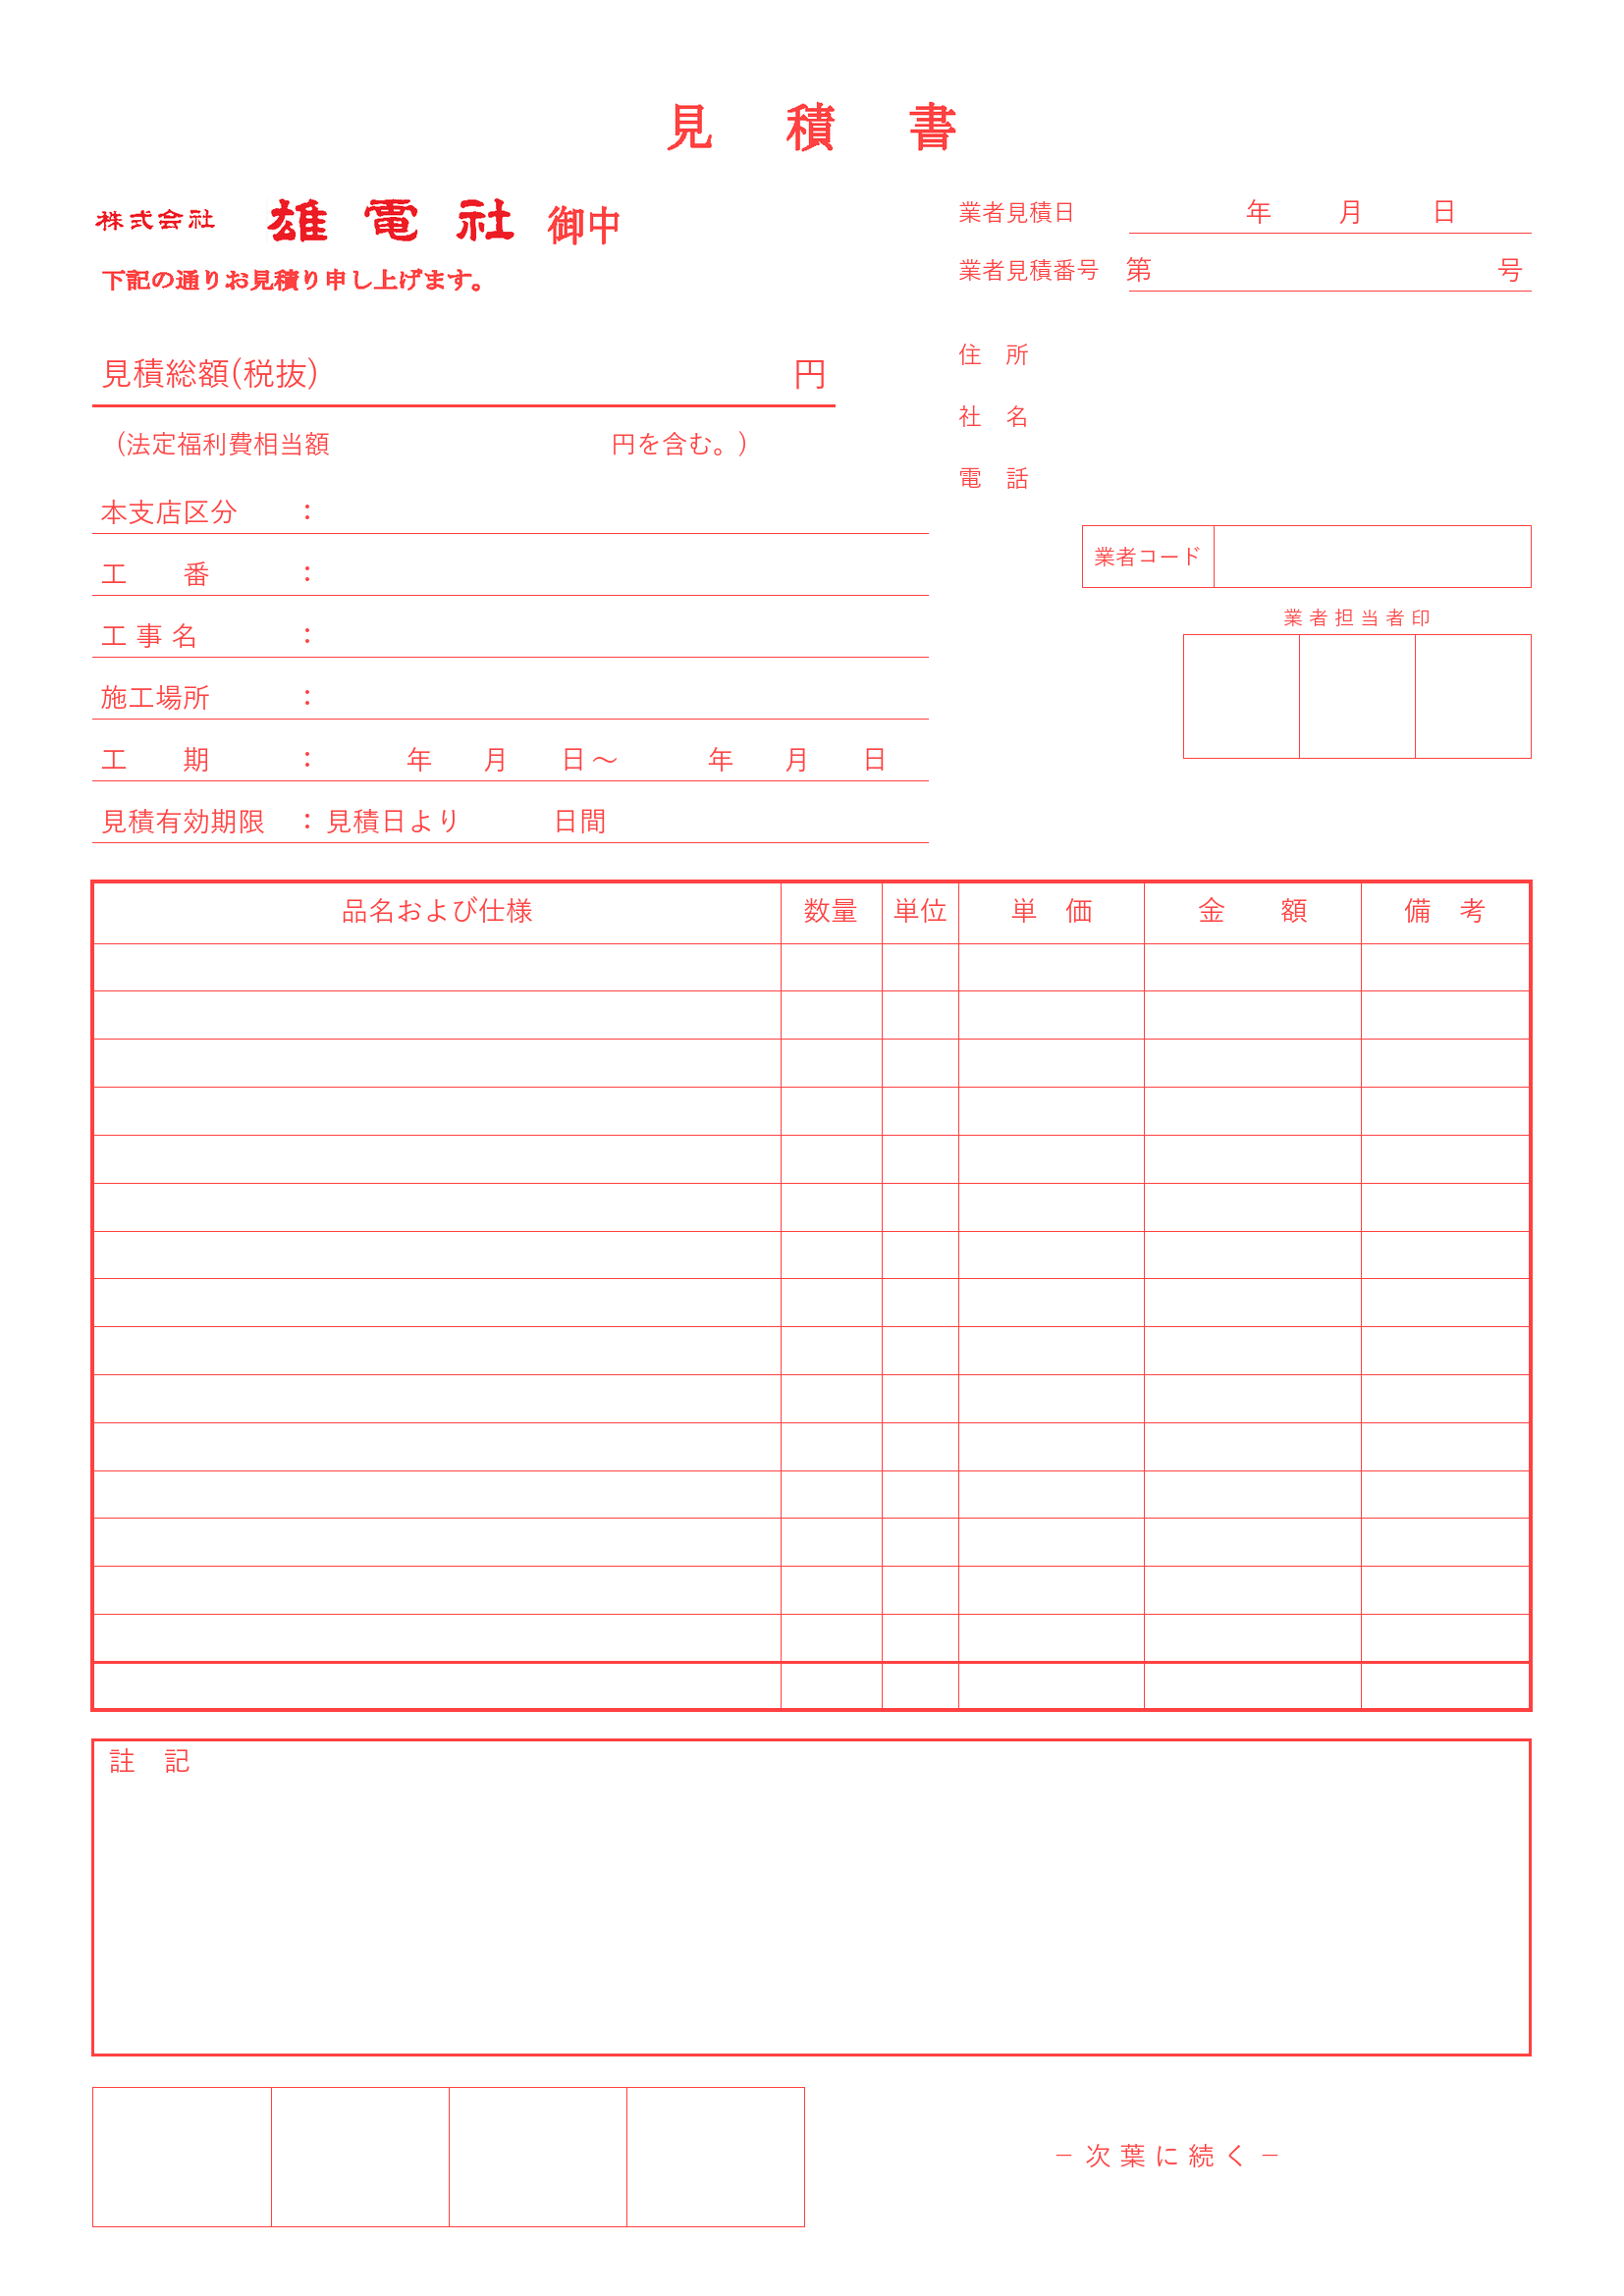 見　積　書
株式会社　雄 電 社 御中
下記の通りお見積り申し上げます。
業者見積日　　年　　月　　日
業者見積番号　第　　号
見積総額(税抜)　　円
（法定福利費相当額　　円を含む。）
住　所
社　名
電　話
業者コード
業者担当者印
本支店区分　：
工　　番　：
工 事 名　：
施工場所　：
工　　期　：　　年　　月　　日～　　年　　月　　日
見積有効期限　：見積日より　　日間
品名および仕様　数量　単位　単　価　金　　額　備　考
註　記
－ 次 葉 に 続 く －